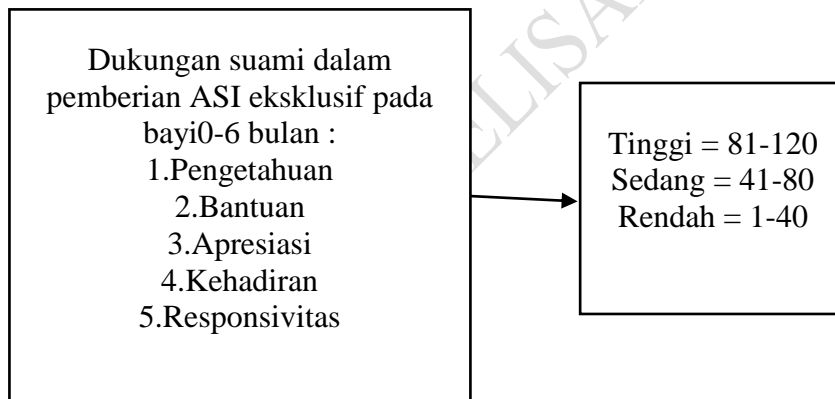 Dukungan suami dalam
pemberian ASI eksklusif pada
bayi0-6 bulan :
1.Pengetahuan
2.Bantuan
3.Apresiasi
4.Kehadiran
5.Responsivitas
Tinggi = 81-120
Sedang = 41-80
Rendah = 1-40